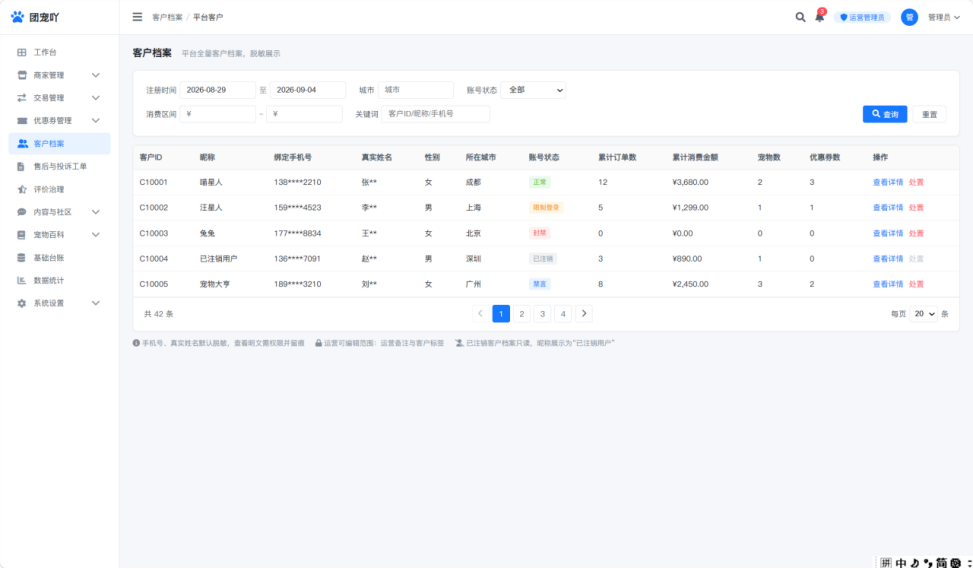 团宠吖
客户档案 / 平台客户
3
运营管理员
管
管理员
工作台
商家管理
交易管理
优惠券管理
客户档案
售后与投诉工单
评价治理
内容与社区
宠物百科
基础台账
数据统计
系统设置
客户档案 平台全量客户档案，脱敏展示
注册时间 2026-08-29 至 2026-09-04 城市 城市 账号状态 全部
消费区间 ¥ - ¥ 关键词 客户ID/昵称/手机号 查询 重置
客户ID 昵称 绑定手机号 真实姓名 性别 所在城市 账号状态 累计订单数 累计消费金额 宠物数 优惠券数 操作
C10001 喵星人 138****2210 张** 女 成都 正常 12 ¥3,680.00 2 3 查看详情 处置
C10002 汪星人 159****4523 李** 男 上海 限制登录 5 ¥1,299.00 1 1 查看详情 处置
C10003 兔兔 177****8834 王** 女 北京 封禁 0 ¥0.00 0 0 查看详情 处置
C10004 已注销用户 136****7091 赵** 男 深圳 已注销 3 ¥890.00 1 0 查看详情 处置
C10005 宠物大亨 189****3210 刘** 女 广州 禁言 8 ¥2,450.00 3 2 查看详情 处置
共 42 条 1 2 3 4 每页 20 条
手机号、真实姓名默认脱敏，查看明文需权限并留痕 运营可编辑范围：运营备注与客户标签 已注销客户档案只读，昵称展示为“已注销用户”
拼 中 简